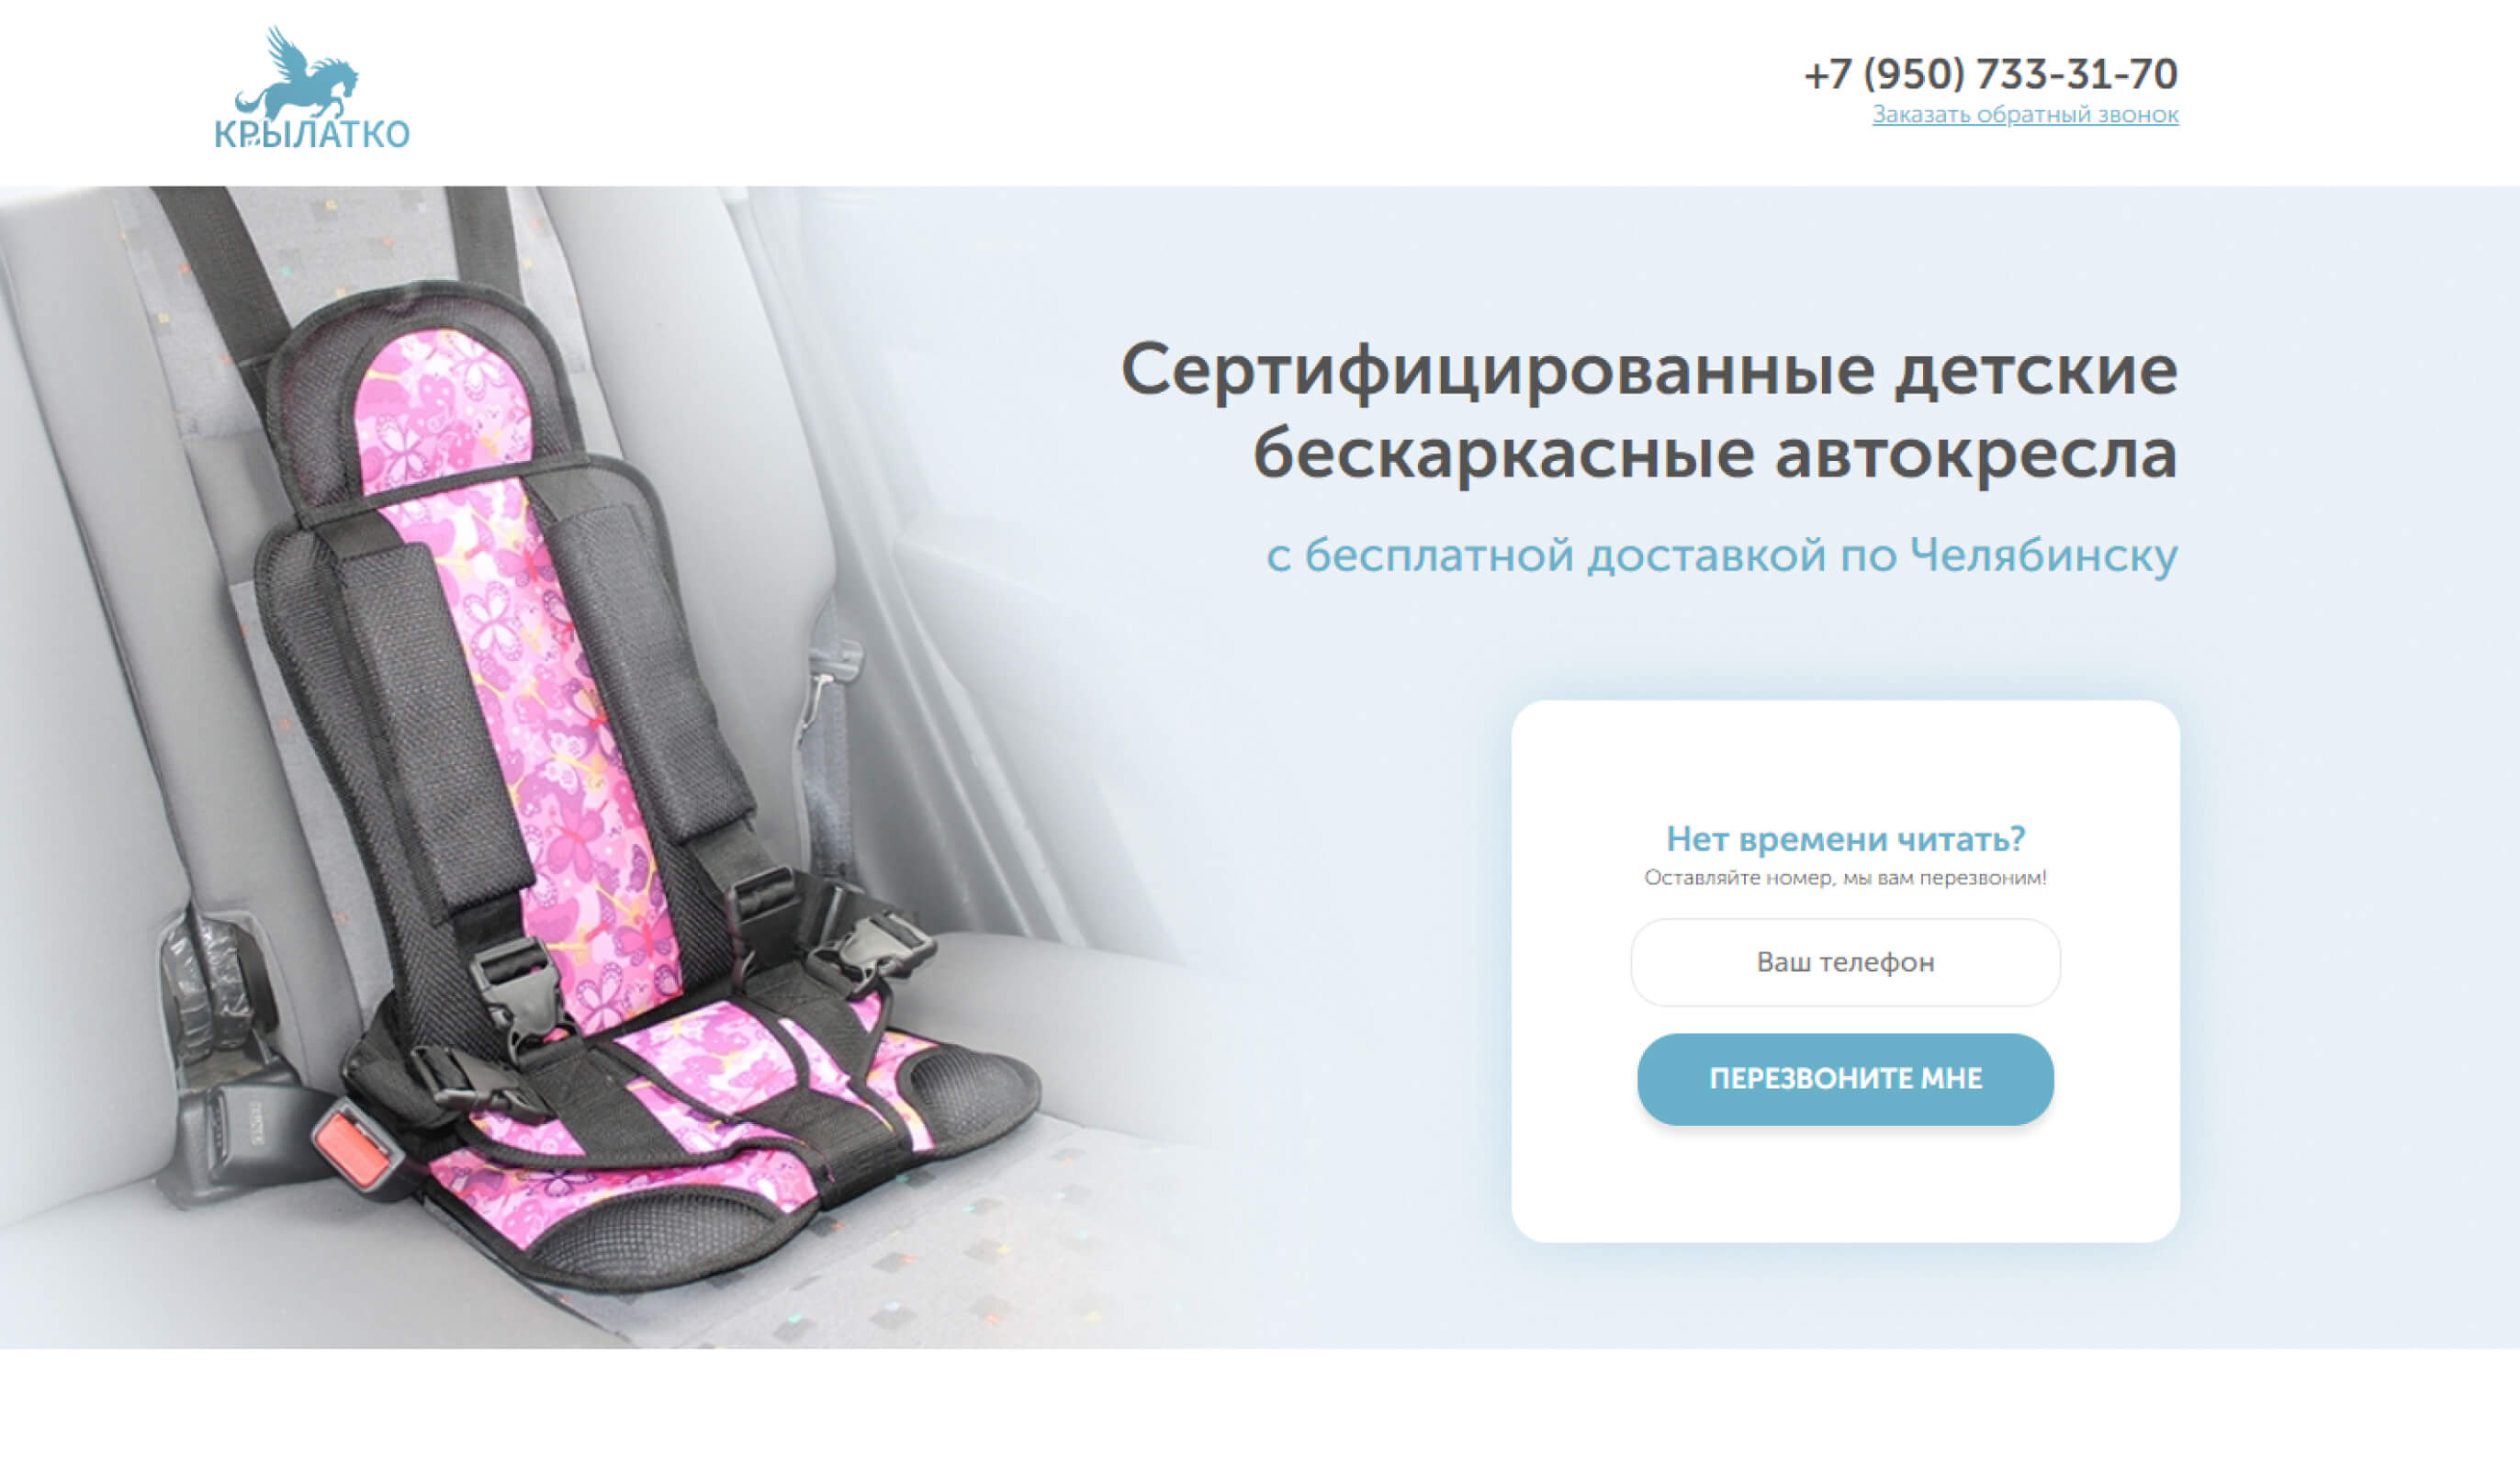 КРЫЛАТКО
+7 (950) 733-31-70
Заказать обратный звонок
Сертифицированные детские
бескаркасные автокресла
с бесплатной доставкой по Челябинску
Нет времени читать?
Оставляйте номер, мы вам перезвоним!
Ваш телефон
ПЕРЕЗВОНИТЕ МНЕ